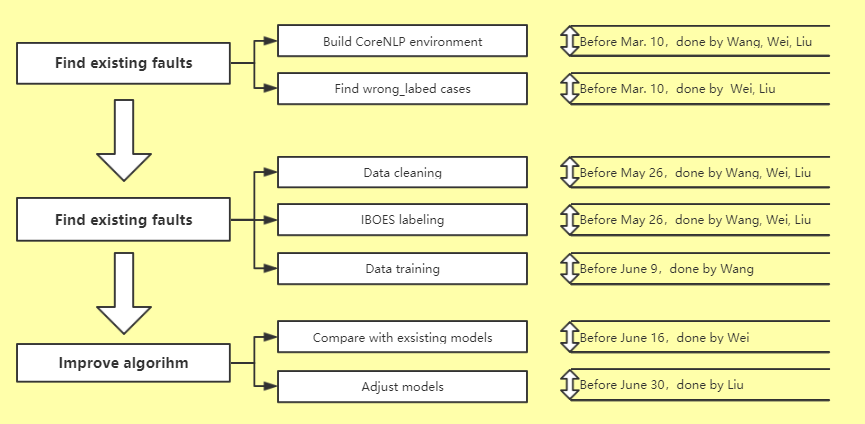 Find existing faults
Build CoreNLP environment
Before Mar. 10，done by Wang, Wei, Liu
Find wrong_labed cases
Before Mar. 10，done by  Wei, Liu
Find existing faults
Data cleaning
Before May 26，done by Wang, Wei, Liu
IBOES labeling
Before May 26，done by Wang, Wei, Liu
Data training
Before June 9，done by Wang
Improve algorihm
Compare with exsisting models
Before June 16，done by Wei
Adjust models
Before June 30，done by Liu